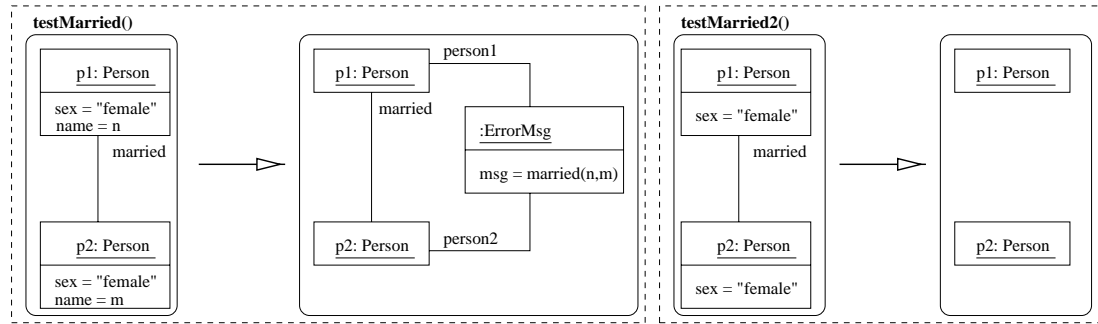 testMarried()
p1: Person
sex = "female"
name = n
married
p2: Person
sex = "female"
name = m
p1: Person
person1
married
:ErrorMsg
msg = married(n,m)
p2: Person
person2
testMarried2()
p1: Person
sex = "female"
married
p2: Person
sex = "female"
p1: Person
p2: Person